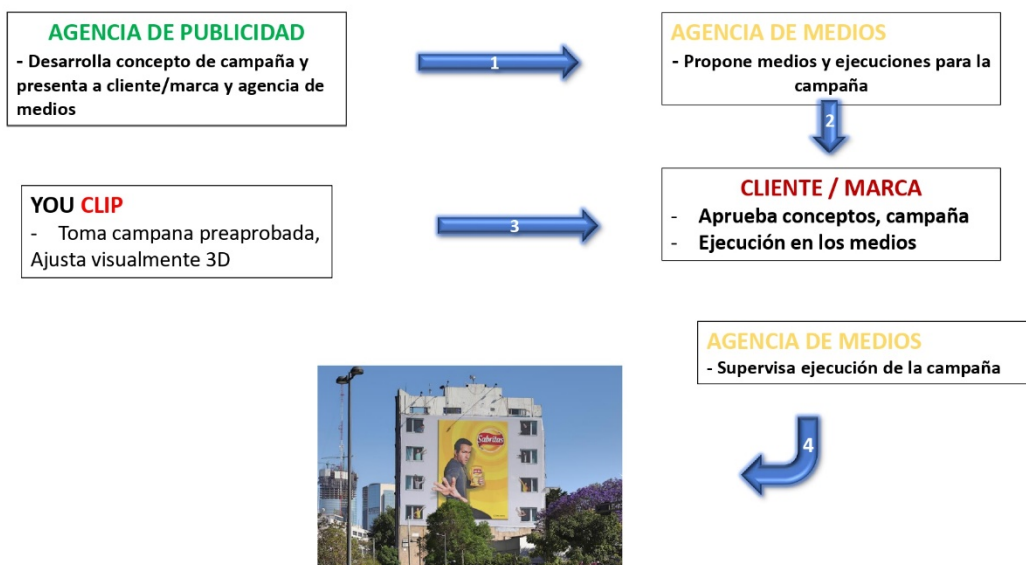 AGENCIA DE PUBLICIDAD
- Desarrolla concepto de campaña y
presenta a cliente/marca y agencia de
medios
1
AGENCIA DE MEDIOS
- Propone medios y ejecuciones para la
campaña
2
YOU CLIP
- Toma campana preaprobada,
Ajusta visualmente 3D
3
CLIENTE / MARCA
- Aprueba conceptos, campaña
- Ejecución en los medios
AGENCIA DE MEDIOS
- Supervisa ejecución de la campaña
4
Sabritas